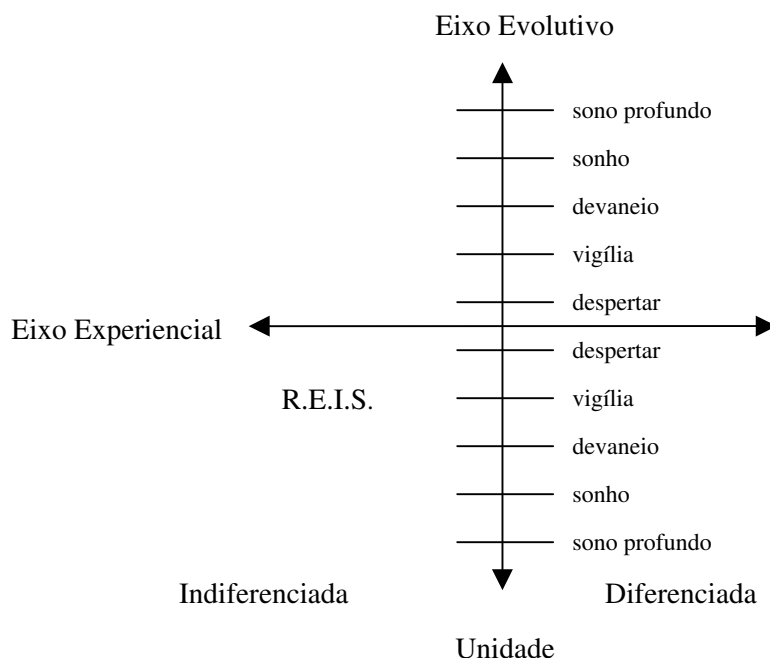 Eixo Evolutivo
sono profundo
sonho
devaneio
vigília
despertar
Eixo Experiencial
despertar
R.E.I.S.
vigília
devaneio
sonho
sono profundo
Indiferenciada
Diferenciada
Unidade